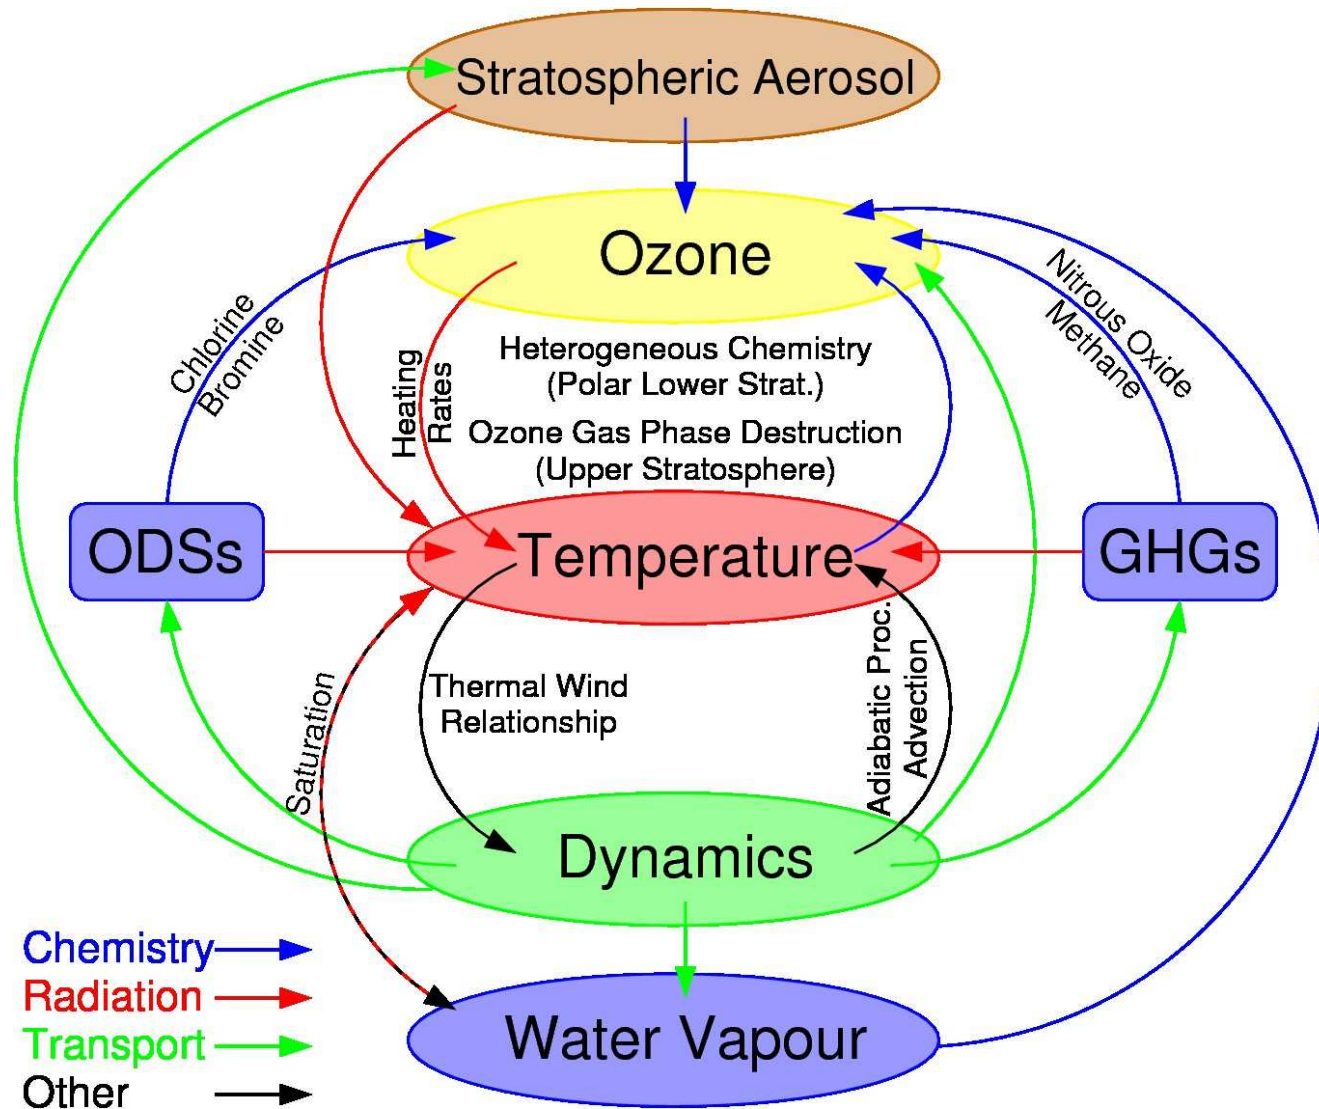 Stratospheric Aerosol
Ozone
Chlorine
Bromine
Nitrous Oxide
Methane
Heating
Rates
Heterogeneous Chemistry
(Polar Lower Strat.)
Ozone Gas Phase Destruction
(Upper Stratosphere)
ODSs
Temperature
GHGs
Saturation
Thermal Wind
Relationship
Adiabatic Proc.
Advection
Dynamics
Water Vapour
Chemistry
Radiation
Transport
Other